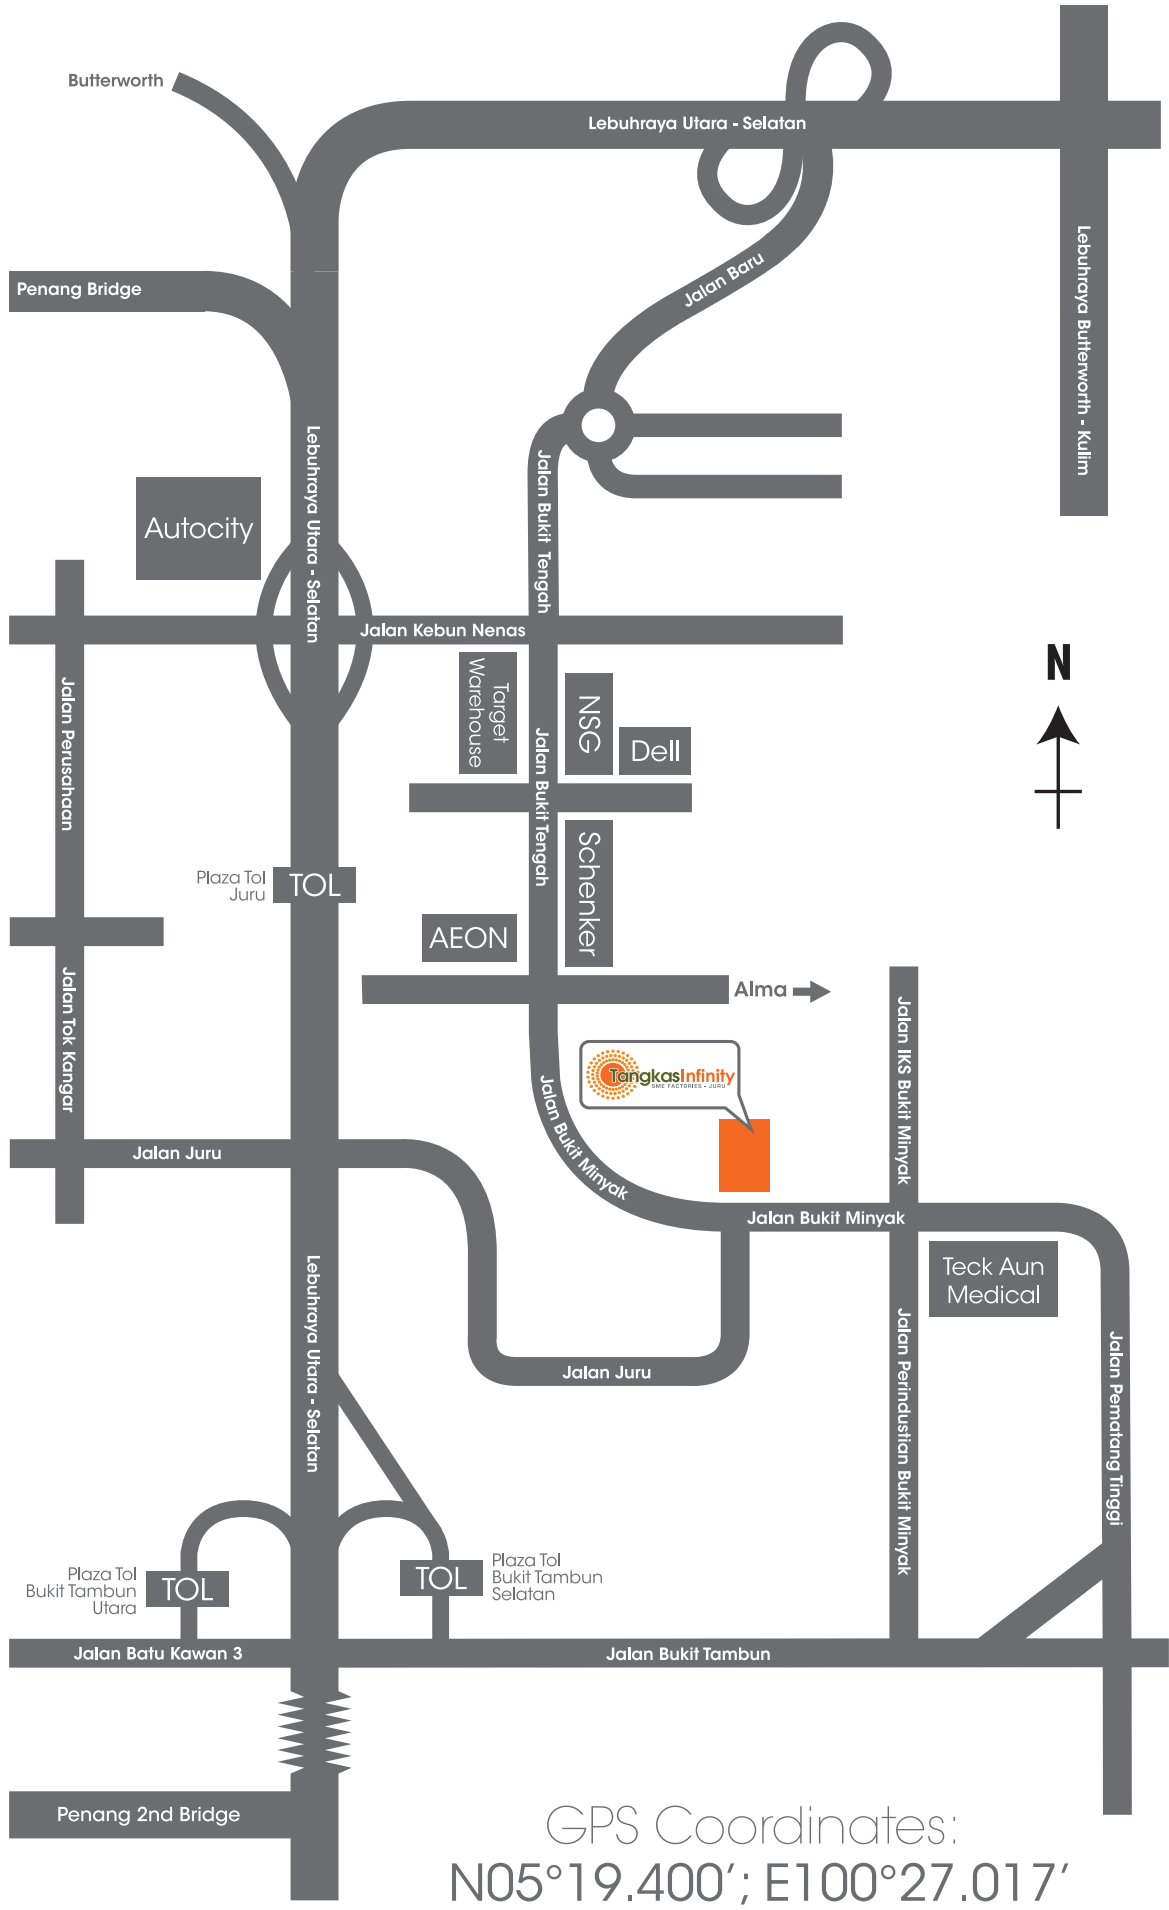 Butterworth
Lebuhraya Utara - Selatan
Penang Bridge
Jalan Baru
Lebuhraya Butterworth - Kulim
Lebuhraya Utara - Selatan
Jalan Bukit Tengah
Autocity
Jalan Kebun Nenas
N
Target
Warehouse
NSG
Dell
Jalan Perusahaan
Jalan Bukit Tengah
Plaza Tol
Juru
TOL
Schenker
AEON
Alma
Jalan Tok Kangar
Jalan IKS Bukit Minyak
TangkasInfinity
SME FACTORIES - JURU
Jalan Bukit Minyak
Jalan Juru
Jalan Bukit Minyak
Teck Aun
Medical
Lebuhraya Utara - Selatan
Jalan Juru
Jalan Perindustian Bukit Minyak
Jalan Pematang Tinggi
Plaza Tol
Bukit Tambun
Utara
TOL
TOL
Plaza Tol
Bukit Tambun
Selatan
Jalan Batu Kawan 3
Jalan Bukit Tambun
Penang 2nd Bridge
GPS Coordinates:
N05°19.400’; E100°27.017’